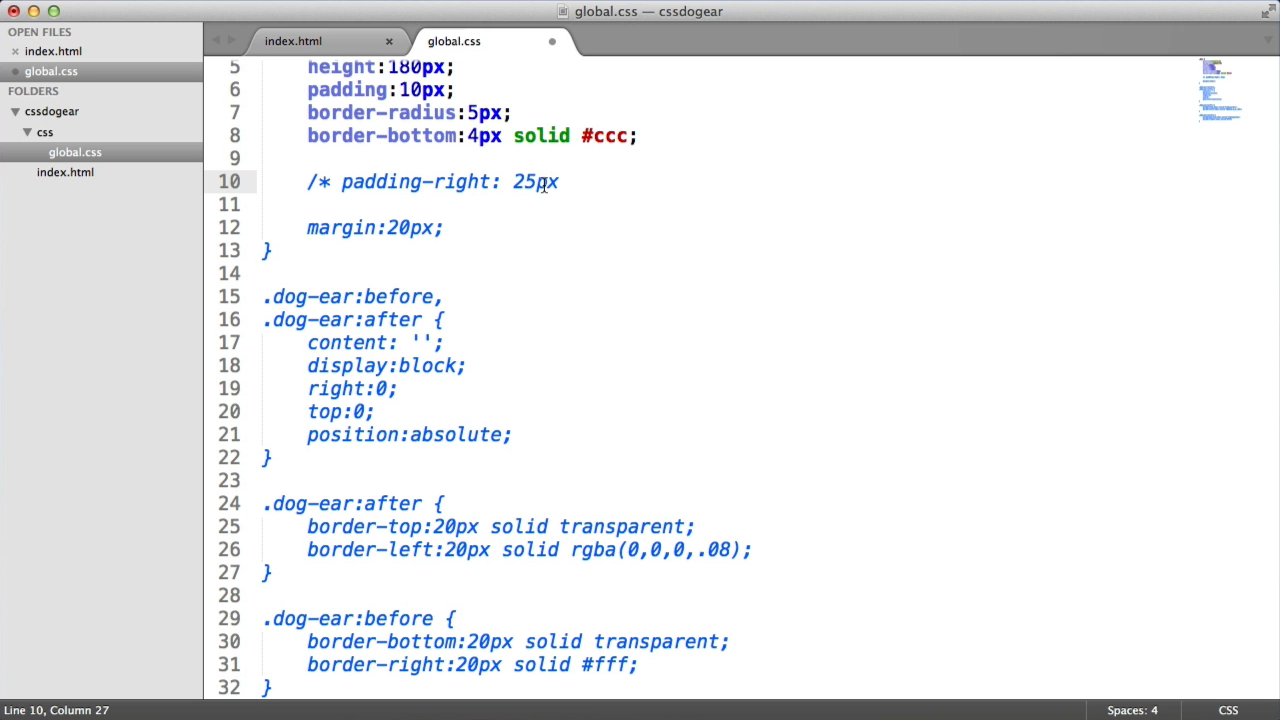 global.css — cssdogear
OPEN FILES
index.html
global.css
FOLDERS
cssdogear
css
global.css
index.html
index.html
global.css
5 height:180px;
6 padding:10px;
7 border-radius:5px;
8 border-bottom:4px solid #ccc;
9
10 /* padding-right: 25px
11
12 margin:20px;
13 }
14
15 .dog-ear:before,
16 .dog-ear:after {
17 content: '';
18 display:block;
19 right:0;
20 top:0;
21 position:absolute;
22 }
23
24 .dog-ear:after {
25 border-top:20px solid transparent;
26 border-left:20px solid rgba(0,0,0,.08);
27 }
28
29 .dog-ear:before {
30 border-bottom:20px solid transparent;
31 border-right:20px solid #fff;
32 }
Line 10, Column 27
Spaces: 4
CSS